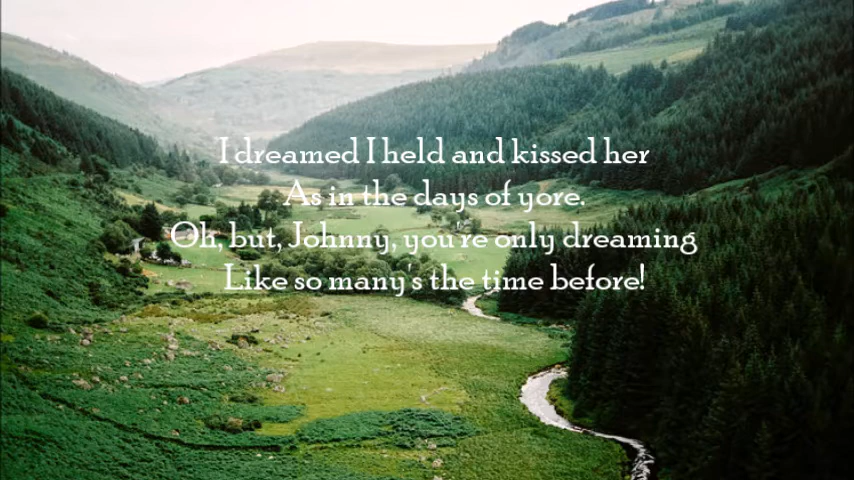 I dreamed I held and kissed her
As in the days of yore.
Oh, but, Johnny, you're only dreaming
Like so many's the time before!